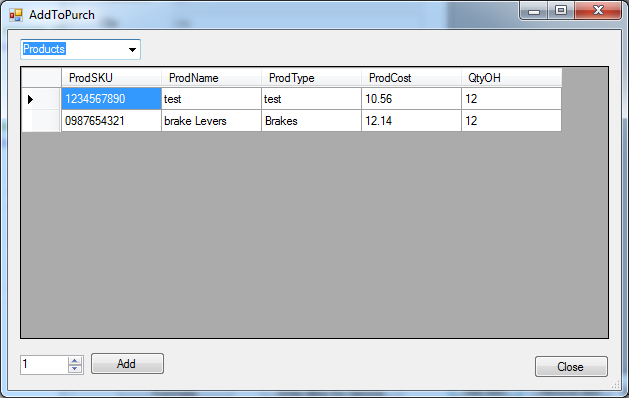 AddToPurch
Products
ProdSKU ProdName ProdType ProdCost QtyOH
1234567890 test test 10.56 12
0987654321 brake Levers Brakes 12.14 12
1 Add Close